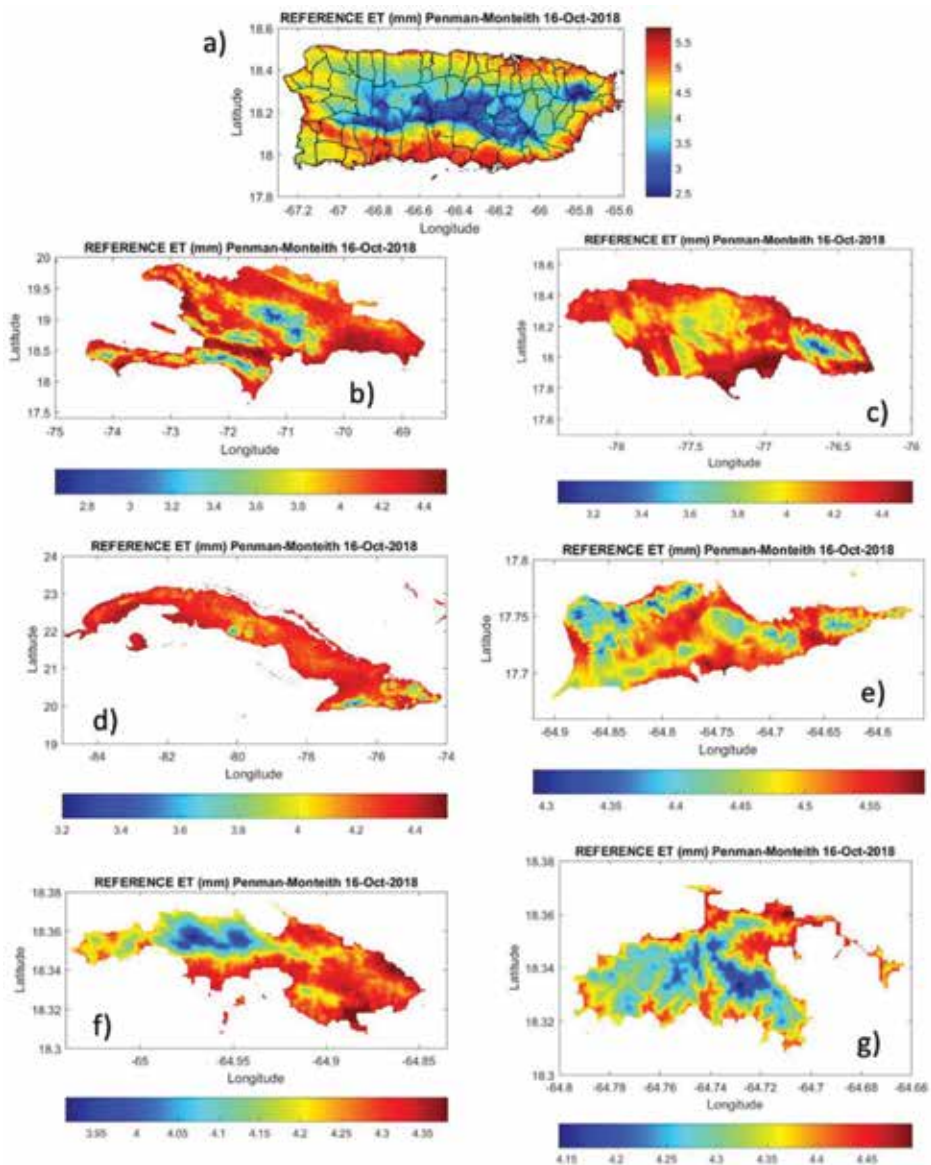 a)
REFERENCE ET (mm) Penman-Monteith 16-Oct-2018
18.6
18.4
18.2
18
17.8
Latitude
-67.2 -67 -66.8 -66.6 -66.4 -66.2 -66 -65.8 -65.6
Longitude
5.5
5
4.5
4
3.5
3
2.5
REFERENCE ET (mm) Penman-Monteith 16-Oct-2018
20
19.5
19
18.5
18
17.5
Latitude
b)
-75 -74 -73 -72 -71 -70 -69
Longitude
2.8 3 3.2 3.4 3.6 3.8 4 4.2 4.4
REFERENCE ET (mm) Penman-Monteith 16-Oct-2018
18.6
18.4
18.2
18
17.8
17.6
Latitude
c)
-78 -77.5 -77 -76.5 -76
Longitude
3.2 3.4 3.6 3.8 4 4.2 4.4
REFERENCE ET (mm) Penman-Monteith 16-Oct-2018
24
23
22
21
20
19
Latitude
d)
-84 -82 -80 -78 -76 -74
Longitude
3.2 3.4 3.6 3.8 4 4.2 4.4
REFERENCE ET (mm) Penman-Monteith 16-Oct-2018
17.8
17.7
Latitude
e)
-64.9 -64.85 -64.8 -64.75 -64.7 -64.65 -64.6
Longitude
4.3 4.35 4.4 4.45 4.5 4.55
REFERENCE ET (mm) Penman-Monteith 16-Oct-2018
18.38
18.36
18.34
18.32
18.3
Latitude
f)
-65 -64.95 -64.9 -64.85
Longitude
3.95 4 4.05 4.1 4.15 4.2 4.25 4.3 4.35
REFERENCE ET (mm) Penman-Monteith 16-Oct-2018
18.38
18.36
18.34
18.32
18.3
Latitude
g)
-64.8 -64.78 -64.76 -64.74 -64.72 -64.7 -64.68 -64.66
Longitude
4.15 4.2 4.25 4.3 4.35 4.4 4.45